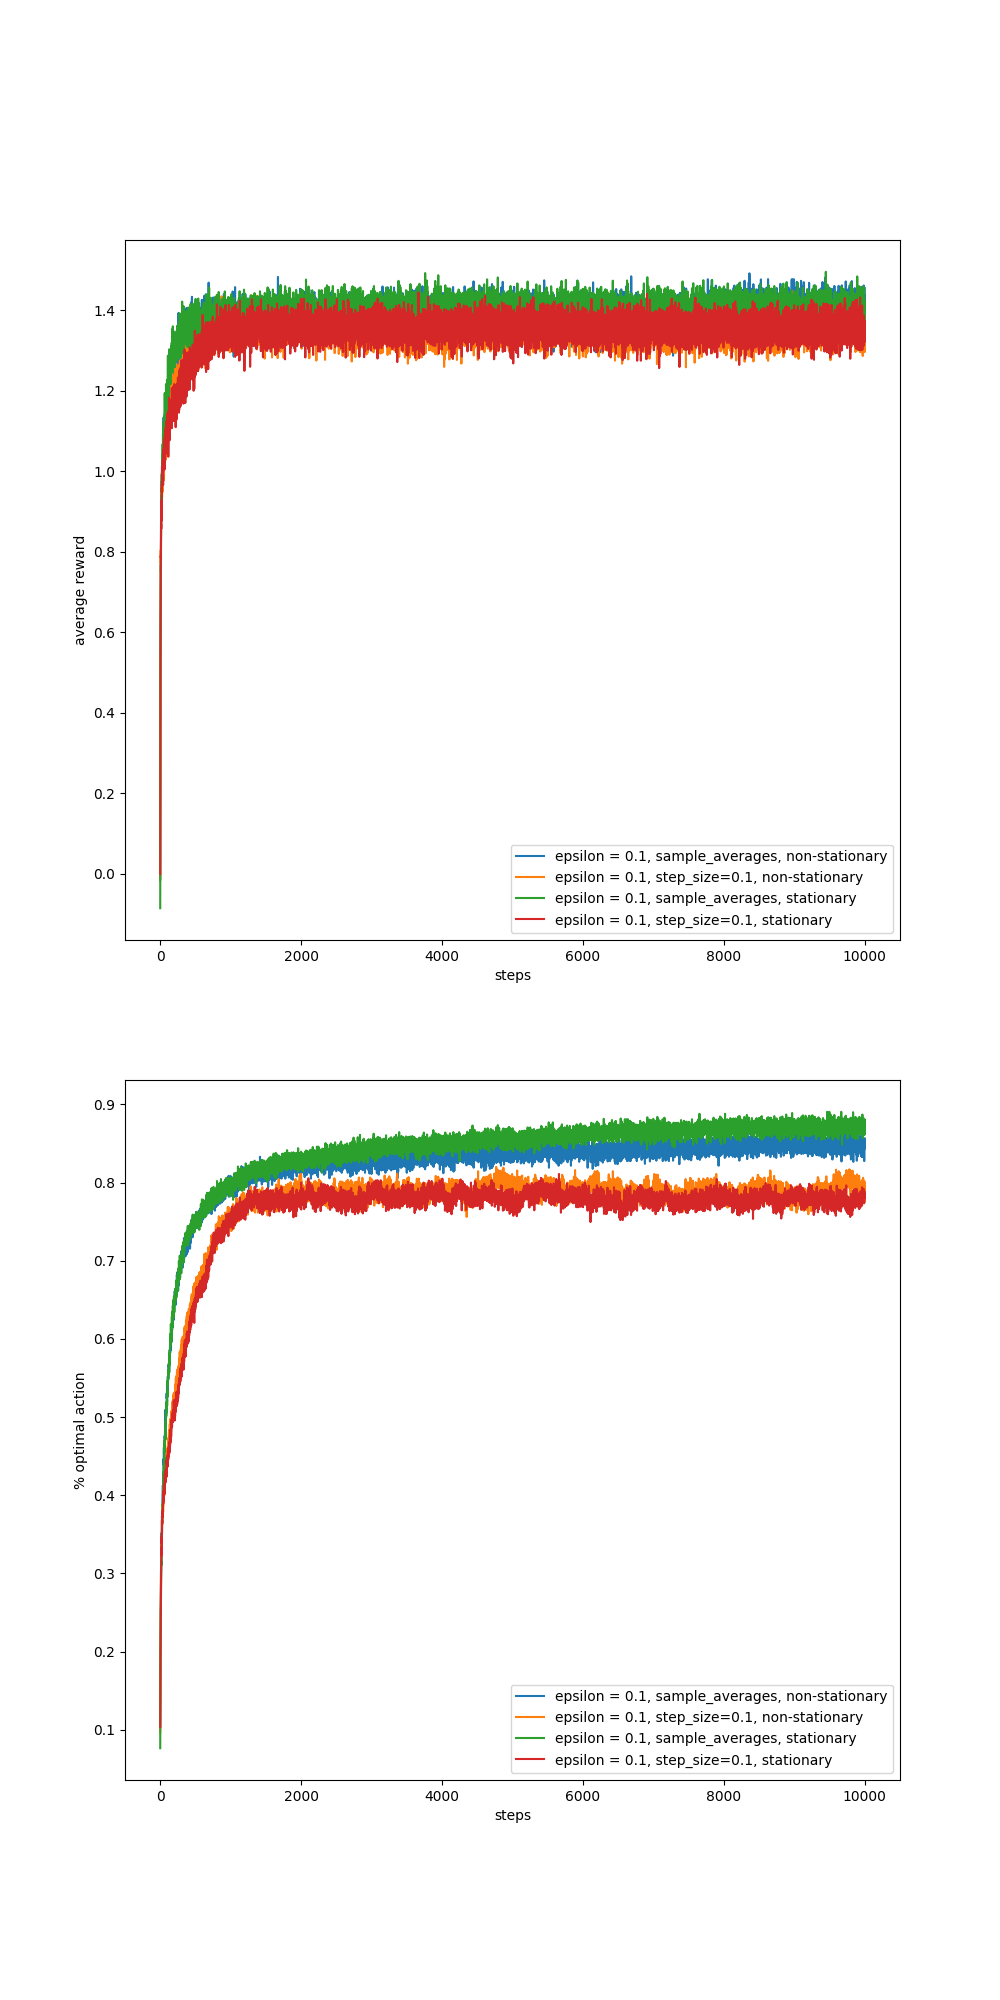 1.4
1.2
1.0
0.8
0.6
0.4
0.2
0.0
average reward
epsilon = 0.1, sample_averages, non-stationary
epsilon = 0.1, step_size=0.1, non-stationary
epsilon = 0.1, sample_averages, stationary
epsilon = 0.1, step_size=0.1, stationary
0 2000 4000 6000 8000 10000
steps
0.9
0.8
0.7
0.6
0.5
0.4
0.3
0.2
0.1
% optimal action
epsilon = 0.1, sample_averages, non-stationary
epsilon = 0.1, step_size=0.1, non-stationary
epsilon = 0.1, sample_averages, stationary
epsilon = 0.1, step_size=0.1, stationary
0 2000 4000 6000 8000 10000
steps